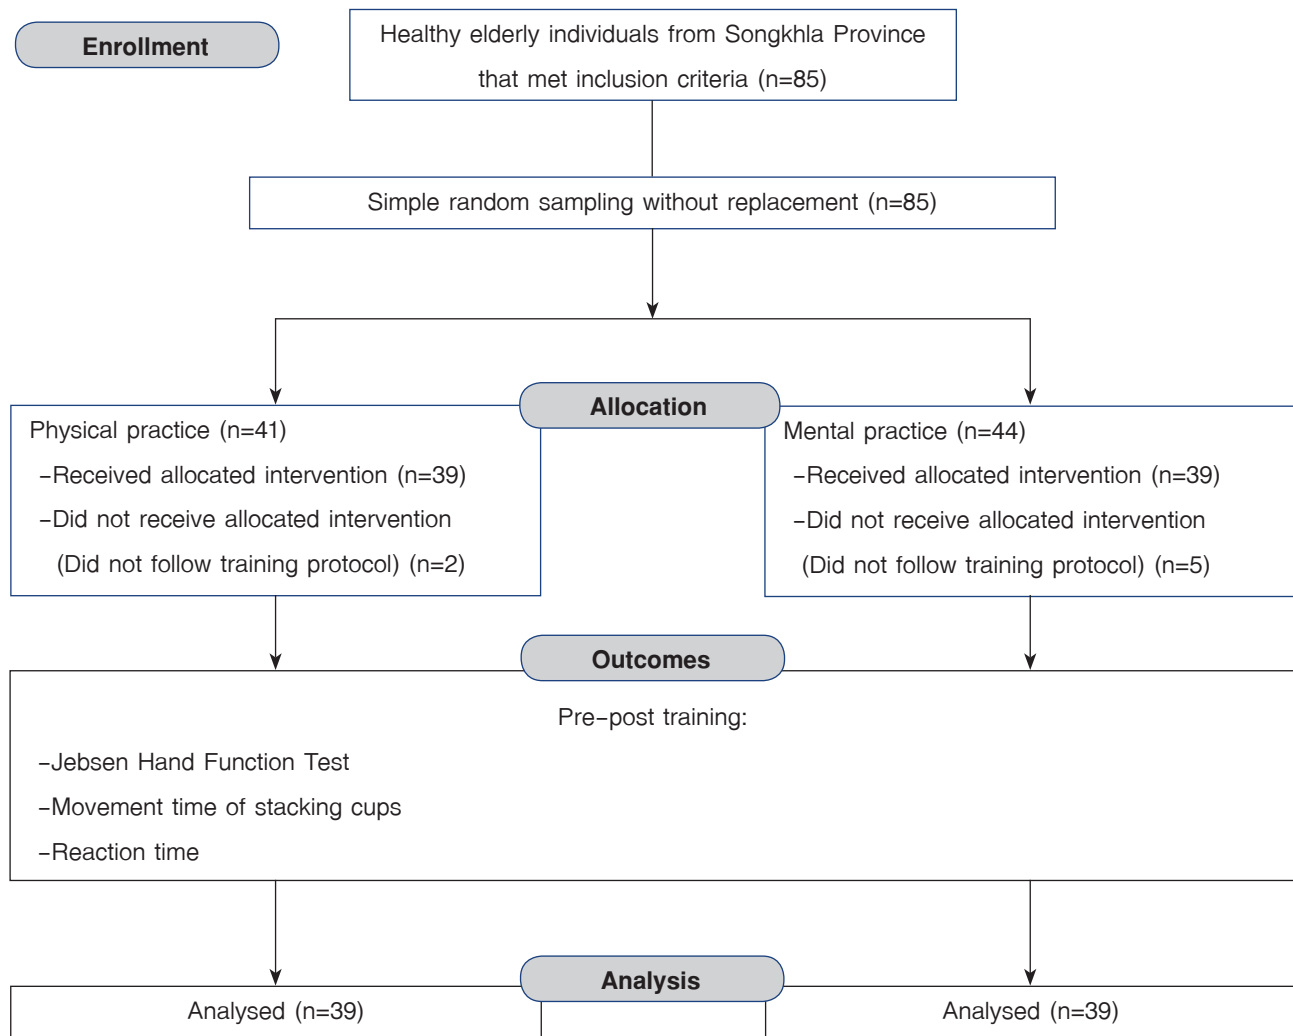 Enrollment
Healthy elderly individuals from Songkhla Province
that met inclusion criteria (n=85)
Simple random sampling without replacement (n=85)
Allocation
Physical practice (n=41)
–Received allocated intervention (n=39)
–Did not receive allocated intervention
(Did not follow training protocol) (n=2)
Mental practice (n=44)
–Received allocated intervention (n=39)
–Did not receive allocated intervention
(Did not follow training protocol) (n=5)
Outcomes
Pre–post training:
–Jebsen Hand Function Test
–Movement time of stacking cups
–Reaction time
Analysis
Analysed (n=39)
Analysed (n=39)